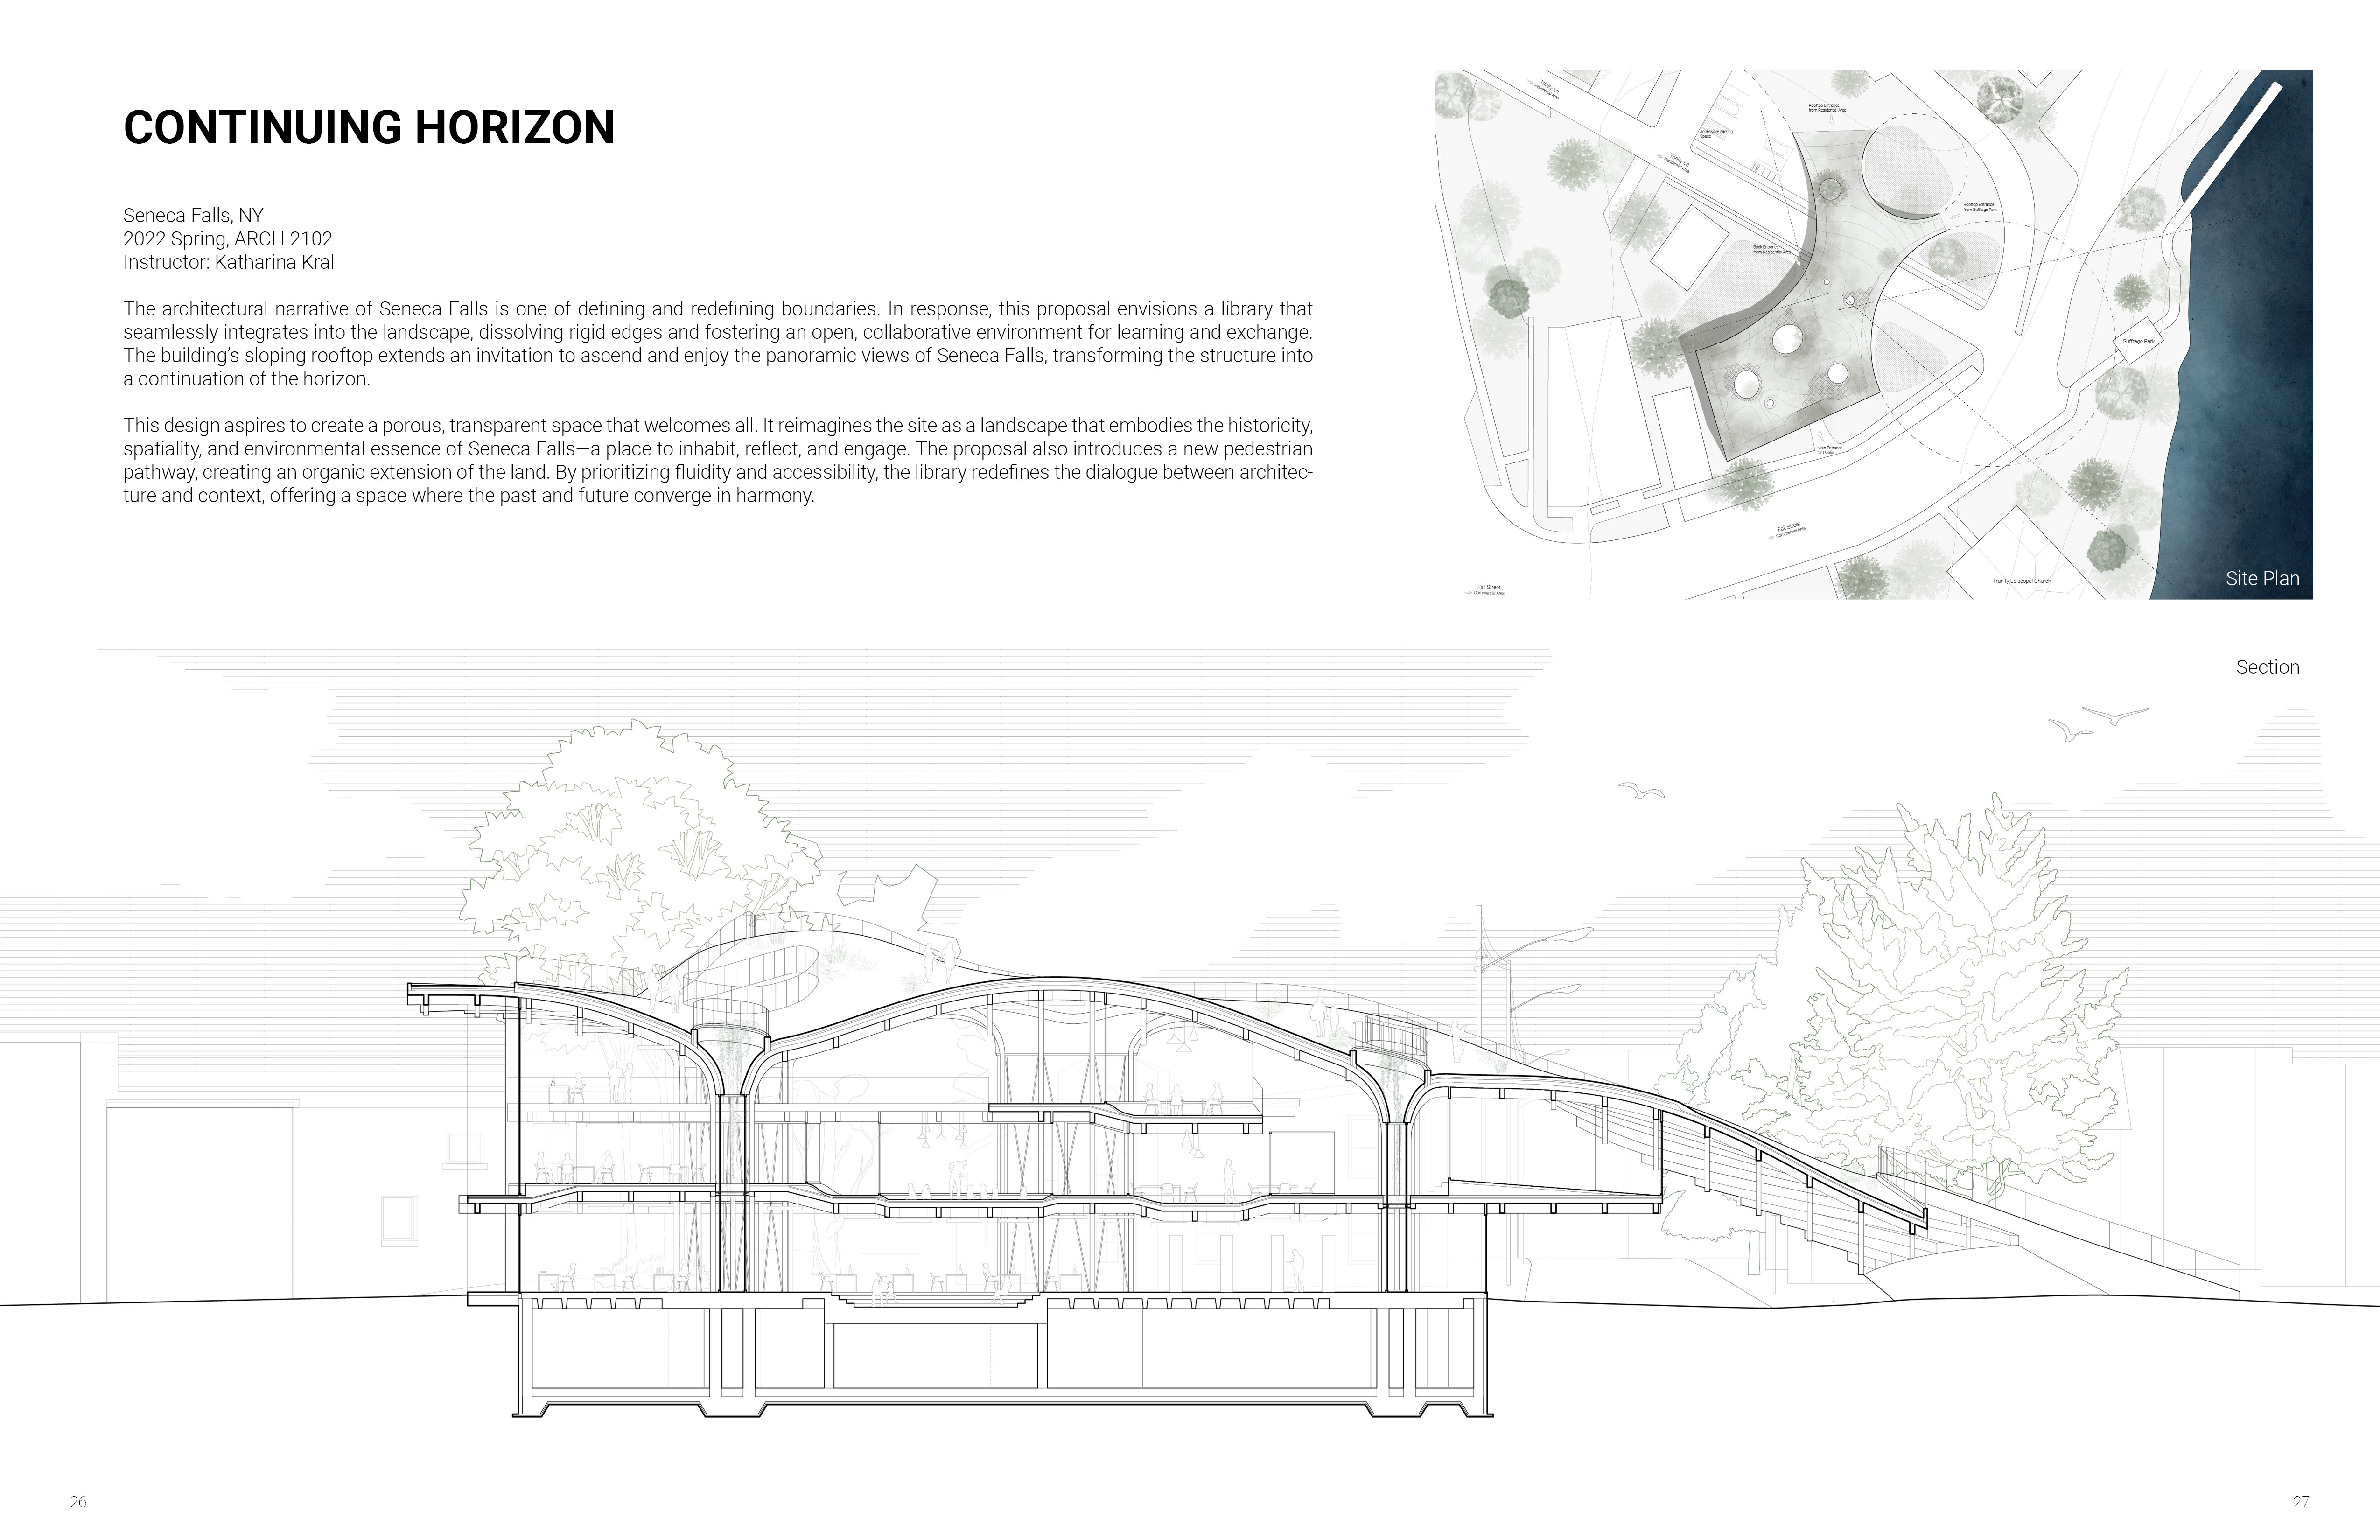 CONTINUING HORIZON
Seneca Falls, NY
2022 Spring, ARCH 2102
Instructor: Katharina Kral
The architectural narrative of Seneca Falls is one of defining and redefining boundaries. In response, this proposal envisions a library that
seamlessly integrates into the landscape, dissolving rigid edges and fostering an open, collaborative environment for learning and exchange.
The building's sloping rooftop extends an invitation to ascend and enjoy the panoramic views of Seneca Falls, transforming the structure into
a continuation of the horizon.
This design aspires to create a porous, transparent space that welcomes all. It reimagines the site as a landscape that embodies the historicity,
spatiality, and environmental essence of Seneca Falls—a place to inhabit, reflect, and engage. The proposal also introduces a new pedestrian
pathway, creating an organic extension of the land. By prioritizing fluidity and accessibility, the library redefines the dialogue between architec-
ture and context, offering a space where the past and future converge in harmony.
Trinity Ln
Residential Area
Rooftop Entrance
from Residential Area
Accessible Parking
Space
Trinity Ln
Residential Area
Rooftop Entrance
from Suffrage Park
Back Entrance
from Residential Area
Suffrage Park
Main Entrance
for Public
Fall Street
Commercial Area
Trunity Episcopal Church
Fall Street
Commercial Area
Site Plan
Section
26
27